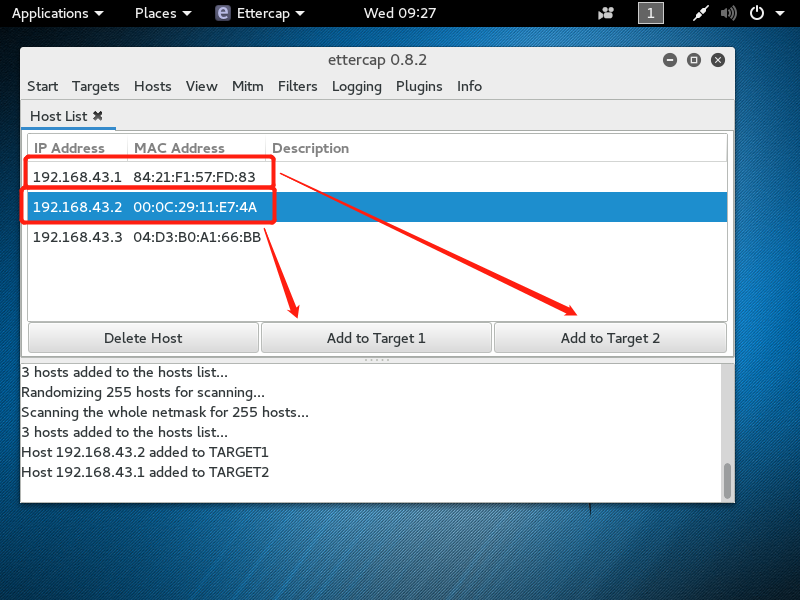 Applications Places Ettercap Wed 09:27 1
ettercap 0.8.2
Start Targets Hosts View Mitm Filters Logging Plugins Info
Host List
IP Address MAC Address Description
192.168.43.1 84:21:F1:57:FD:83
192.168.43.2 00:0C:29:11:E7:4A
192.168.43.3 04:D3:B0:A1:66:BB
Delete Host Add to Target 1 Add to Target 2
3 hosts added to the hosts list...
Randomizing 255 hosts for scanning...
Scanning the whole netmask for 255 hosts...
3 hosts added to the hosts list...
Host 192.168.43.2 added to TARGET1
Host 192.168.43.1 added to TARGET2